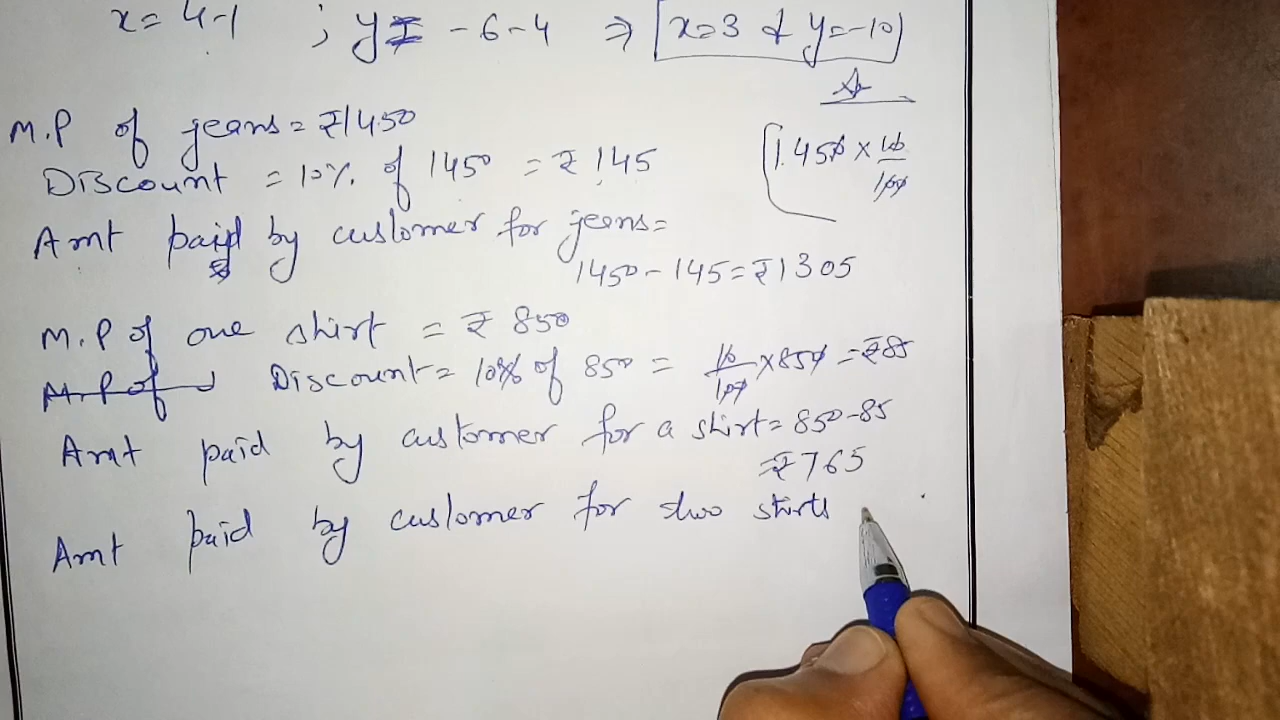 x = 4-1 ; y = -6-4 ⇒ x=3 & y=-10
M.P of jeans = ₹1450
Discount = 10% of 1450 = ₹145
1450 × 10/100
Amt paid by customer for jeans =
1450 - 145 = ₹1305
M.P of one shirt = ₹850
M.P of Discount = 10% of 850 = 10/100 × 850 = ₹85
Amt paid by customer for a shirt = 850-85
= ₹765
Amt paid by customer for two shirts